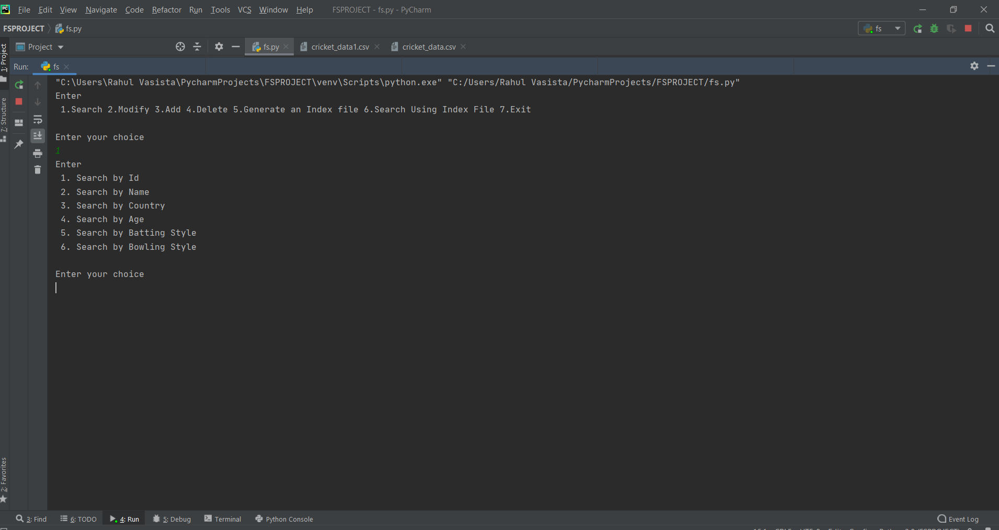 File Edit View Navigate Code Refactor Run Tools VCS Window Help FSPROJECT - fs.py - PyCharm
FSPROJECT fs.py fs
1: Project
Project fs.py cricket_data1.csv cricket_data.csv
Run: fs
"C:\Users\Rahul Vasista\PycharmProjects\FSPROJECT\venv\Scripts\python.exe" "C:/Users/Rahul Vasista/PycharmProjects/FSPROJECT/fs.py"
Enter
1.Search 2.Modify 3.Add 4.Delete 5.Generate an Index file 6.Search Using Index File 7.Exit
7: Structure
Enter your choice
1
Enter
1. Search by Id
2. Search by Name
3. Search by Country
4. Search by Age
5. Search by Batting Style
6. Search by Bowling Style
Enter your choice
2: Favorites
3: Find 6: TODO 4: Run 5: Debug Terminal Python Console Event Log